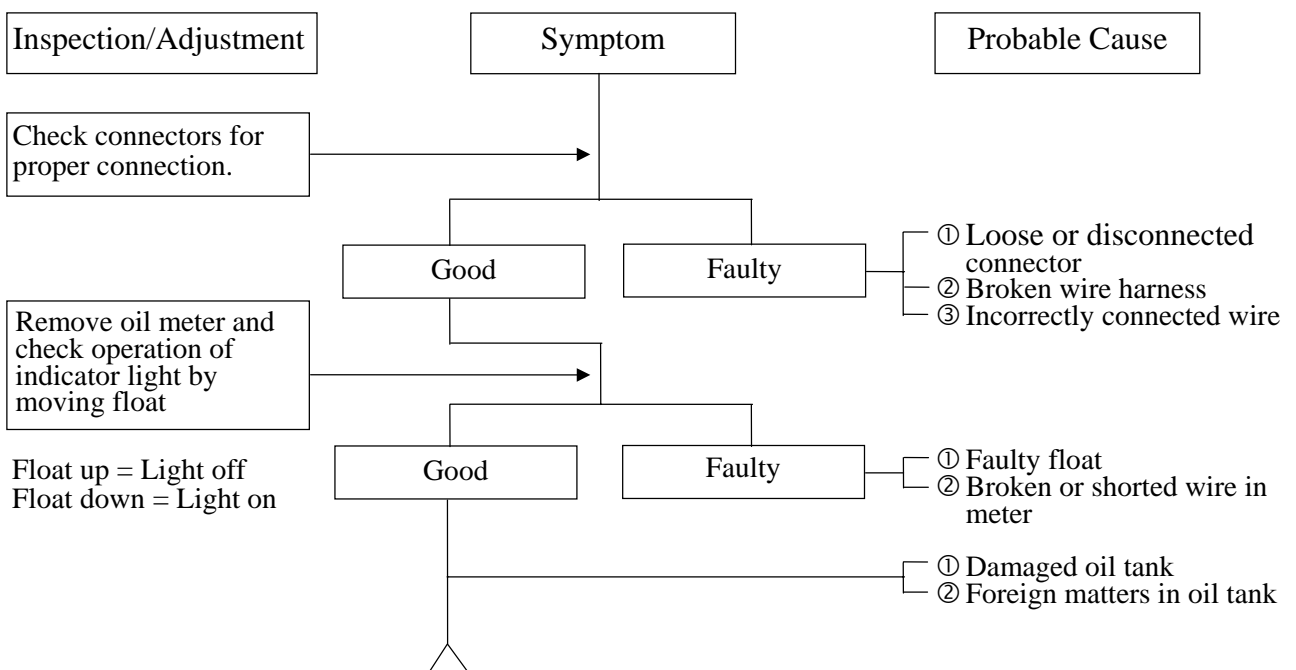 Inspection/Adjustment
Symptom
Probable Cause
Check connectors for
proper connection.
Good
Faulty
① Loose or disconnected
connector
② Broken wire harness
③ Incorrectly connected wire
Remove oil meter and
check operation of
indicator light by
moving float
Float up = Light off
Float down = Light on
Good
Faulty
① Faulty float
② Broken or shorted wire in
meter
① Damaged oil tank
② Foreign matters in oil tank